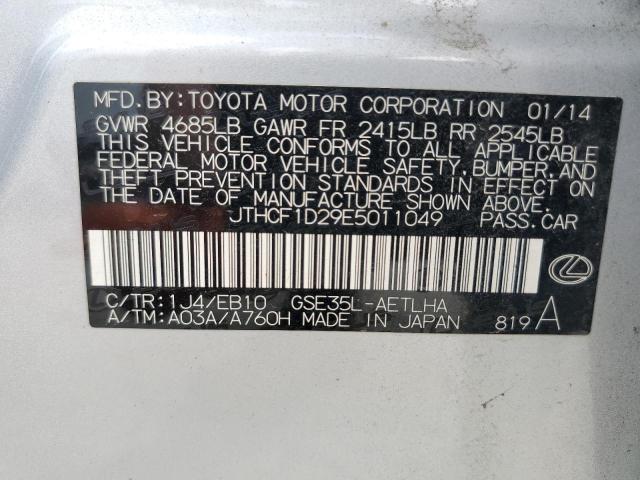 MFD. BY: TOYOTA MOTOR CORPORATION 01/14
GVWR 4685LB GAWR FR 2415LB RR 2545LB
THIS VEHICLE CONFORMS TO ALL APPLICABLE
FEDERAL MOTOR VEHICLE SAFETY, BUMPER, AND
THEFT PREVENTION STANDARDS IN EFFECT ON
THE DATE OF MANUFACTURE SHOWN ABOVE.
JTHCF1D29E5011049 PASS. CAR
C/TR: 1J4/EB10 GSE35L-AETLHA
A/TM: A03A/A760H MADE IN JAPAN 819 A